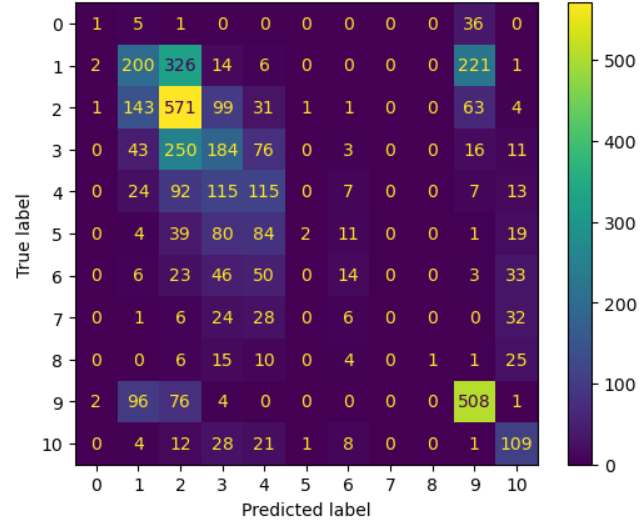 0 1 5 1 0 0 0 0 0 0 36 0
1 2 200 326 14 6 0 0 0 0 221 1
500
2 1 143 571 99 31 1 1 0 0 63 4
3 0 43 250 184 76 0 3 0 0 16 11
400
4 0 24 92 115 115 0 7 0 0 7 13
True label
5 0 4 39 80 84 2 11 0 0 1 19
300
6 0 6 23 46 50 0 14 0 0 3 33
200
7 0 1 6 24 28 0 6 0 0 0 32
8 0 0 6 15 10 0 4 0 1 1 25
100
9 2 96 76 4 0 0 0 0 0 508 1
10 0 4 12 28 21 1 8 0 0 1 109
0
0 1 2 3 4 5 6 7 8 9 10
Predicted label